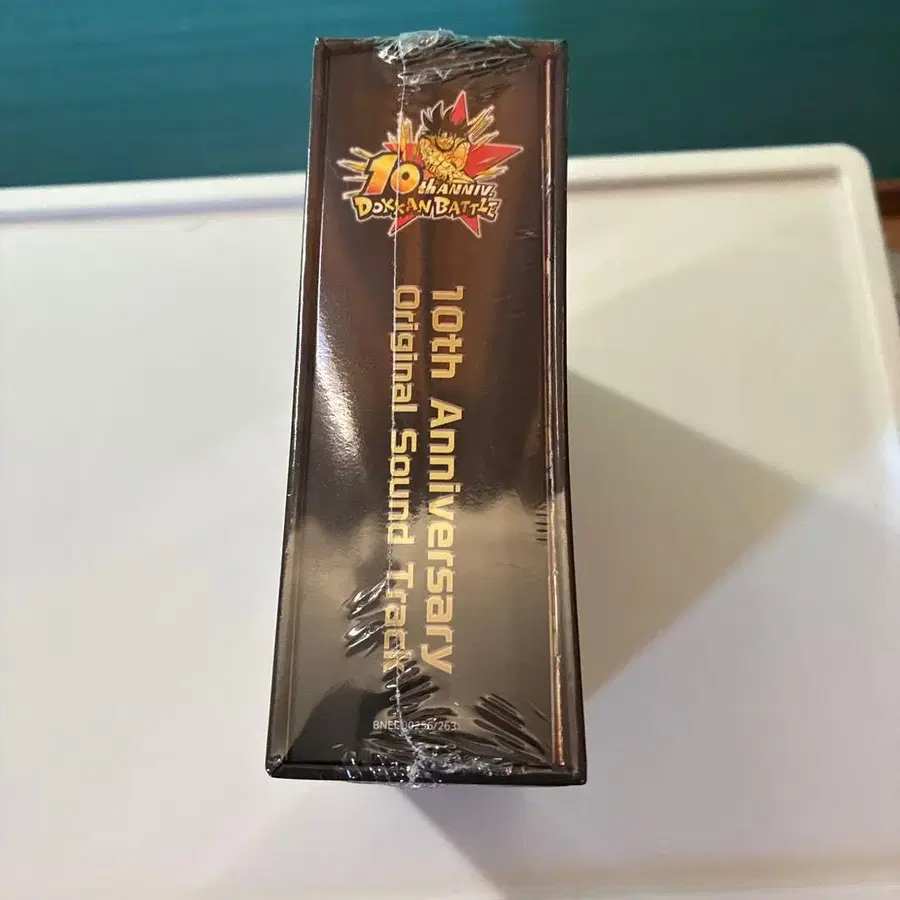 10th ANNIV.
DOKKAN BATTLE
10th Anniversary
Original Sound Track